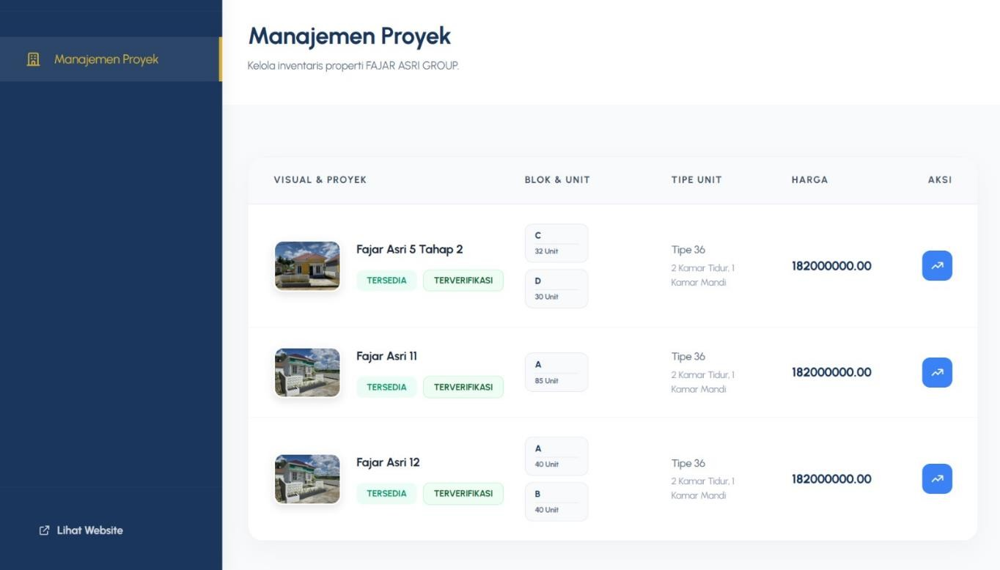 Manajemen Proyek
Manajemen Proyek
Kelola inventaris properti FAJAR ASRI GROUP.
VISUAL & PROYEK BLOK & UNIT TIPE UNIT HARGA AKSI
Fajar Asri 5 Tahap 2
TERSEDIA TERVERIFIKASI
C
32 Unit
D
30 Unit
Tipe 36
2 Kamar Tidur, 1
Kamar Mandi
182000000.00
Fajar Asri 11
TERSEDIA TERVERIFIKASI
A
85 Unit
Tipe 36
2 Kamar Tidur, 1
Kamar Mandi
182000000.00
Fajar Asri 12
TERSEDIA TERVERIFIKASI
A
40 Unit
B
40 Unit
Tipe 36
2 Kamar Tidur, 1
Kamar Mandi
182000000.00
Lihat Website